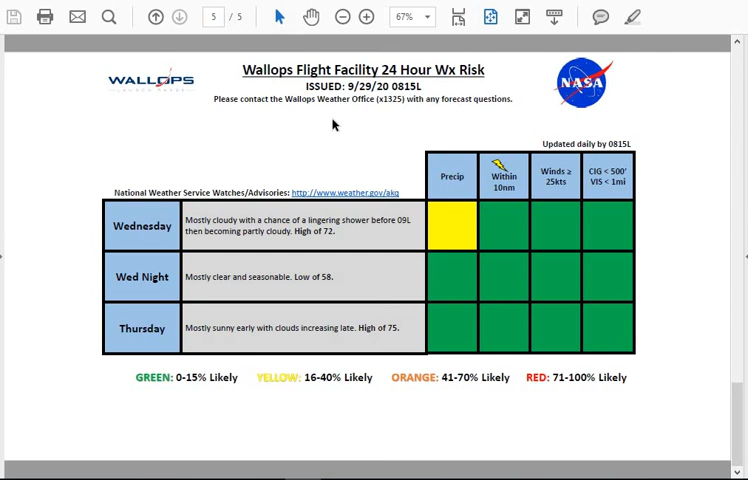 5 / 5
67%
WALLOPS
Wallops Flight Facility 24 Hour Wx Risk
NASA
ISSUED: 9/29/20 0815L
Please contact the Wallops Weather Office (x1325) with any forecast questions.
Updated daily by 0815L
Precip
Within
10nm
Winds ≥
25kts
CIG < 500'
VIS < 1mi
National Weather Service Watches/Advisories: http://www.weather.gov/akq
Wednesday
Mostly cloudy with a chance of a lingering shower before 09L
then becoming partly cloudy. High of 72.
Wed Night
Mostly clear and seasonable. Low of 58.
Thursday
Mostly sunny early with clouds increasing late. High of 75.
GREEN: 0-15% Likely YELLOW: 16-40% Likely ORANGE: 41-70% Likely RED: 71-100% Likely